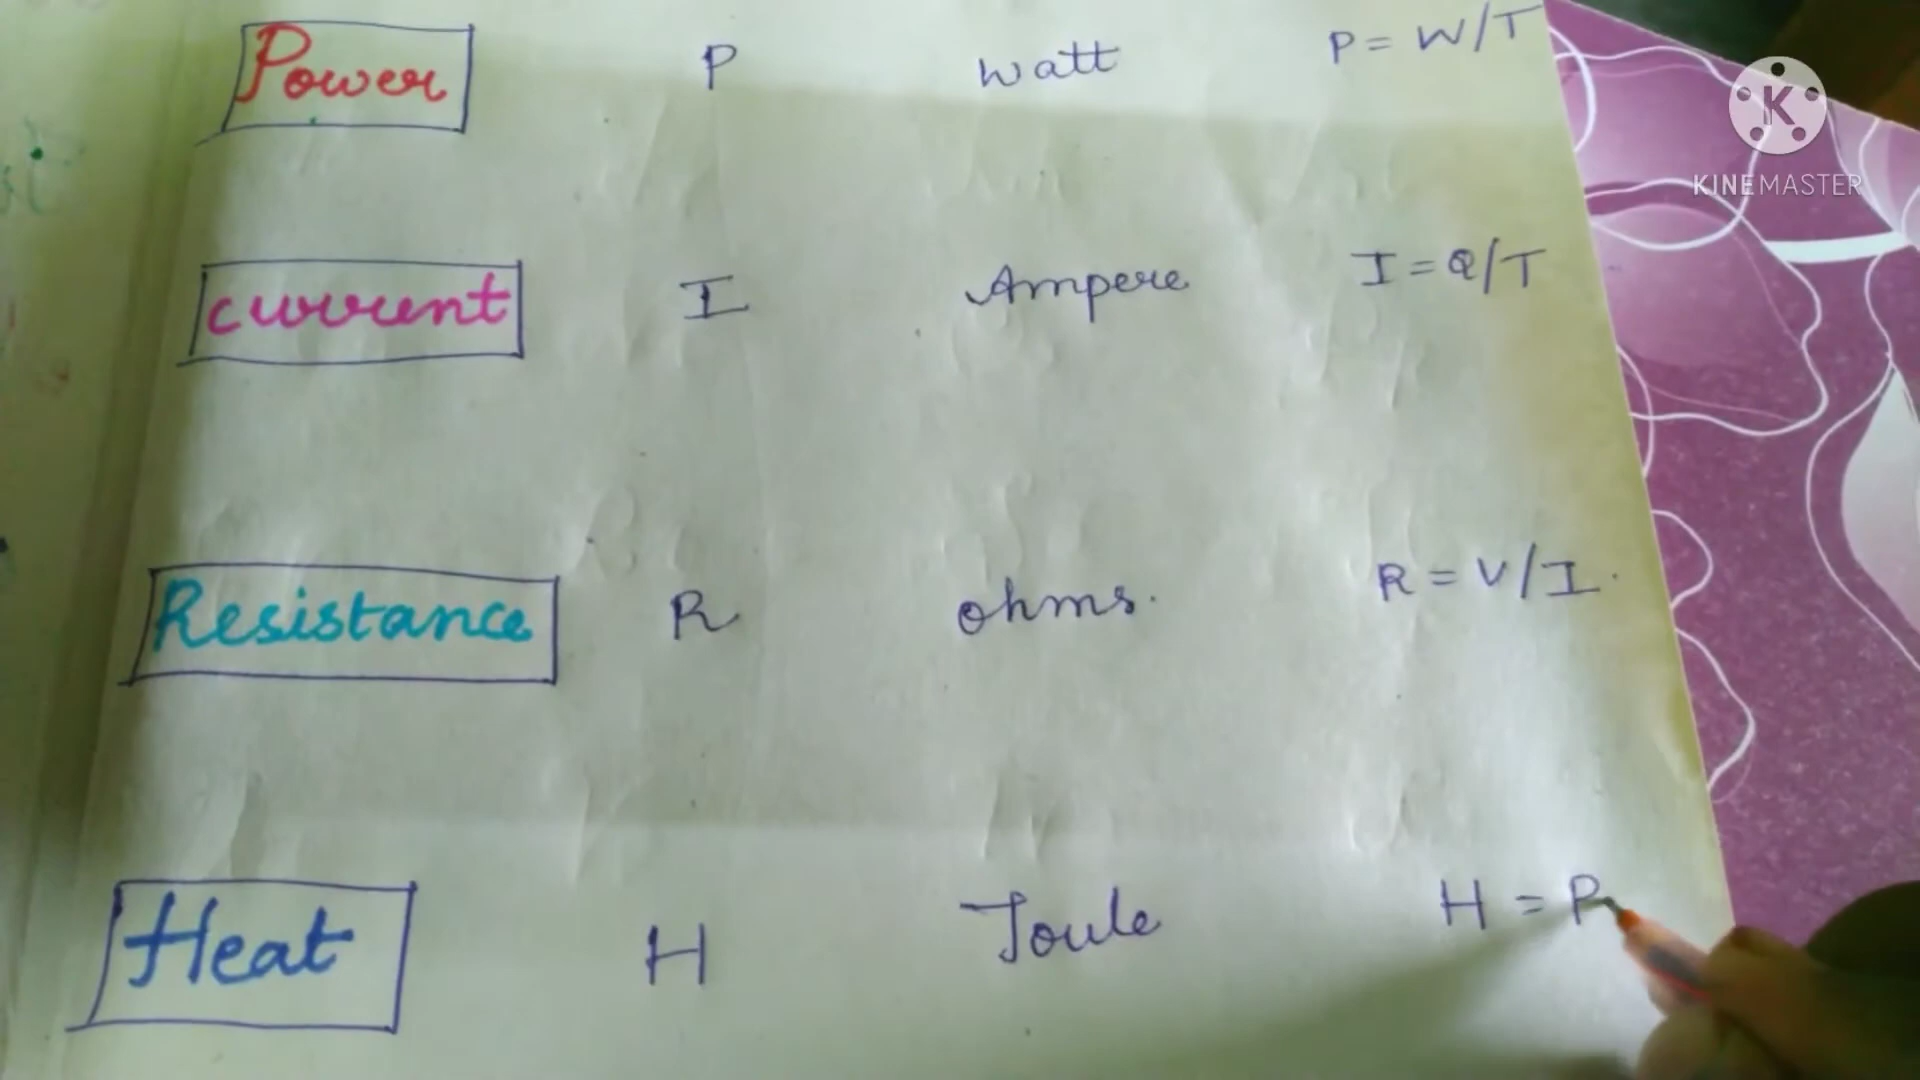 Power P Watt P = W/T
K
KINEMASTER
current I Ampere I = Q/T
Resistance R ohms. R = V/I.
Heat H Joule H = P